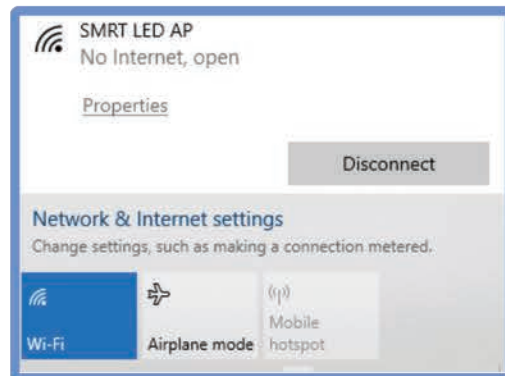 SMRT LED AP
No Internet, open
Properties
Disconnect
Network & Internet settings
Change settings, such as making a connection metered.
Wi-Fi
Airplane mode
Mobile
hotspot